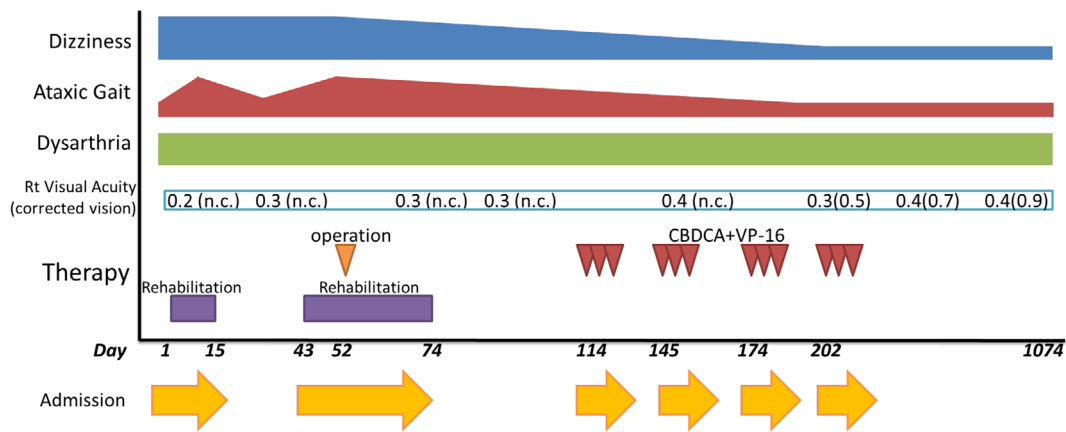 Dizziness
Ataxic Gait
Dysarthria
Rt Visual Acuity
(corrected vision)
0.2 (n.c.) 0.3 (n.c.) 0.3 (n.c.) 0.3 (n.c.) 0.4 (n.c.) 0.3(0.5) 0.4(0.7) 0.4(0.9)
operation CBDCA+VP-16
Therapy
Rehabilitation Rehabilitation
Day 1 15 43 52 74 114 145 174 202 1074
Admission